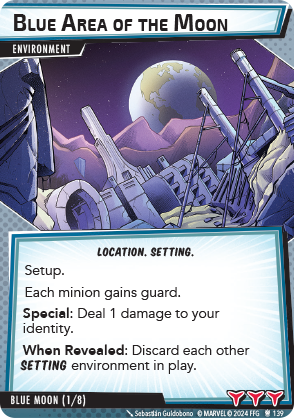 BLUE AREA OF THE MOON
ENVIRONMENT
LOCATION. SETTING.
Setup.
Each minion gains guard.
Special: Deal 1 damage to your
identity.
When Revealed: Discard each other
SETTING environment in play.
Sebastián Guidobono © MARVEL © 2024 FFG 139
BLUE MOON (1/8)